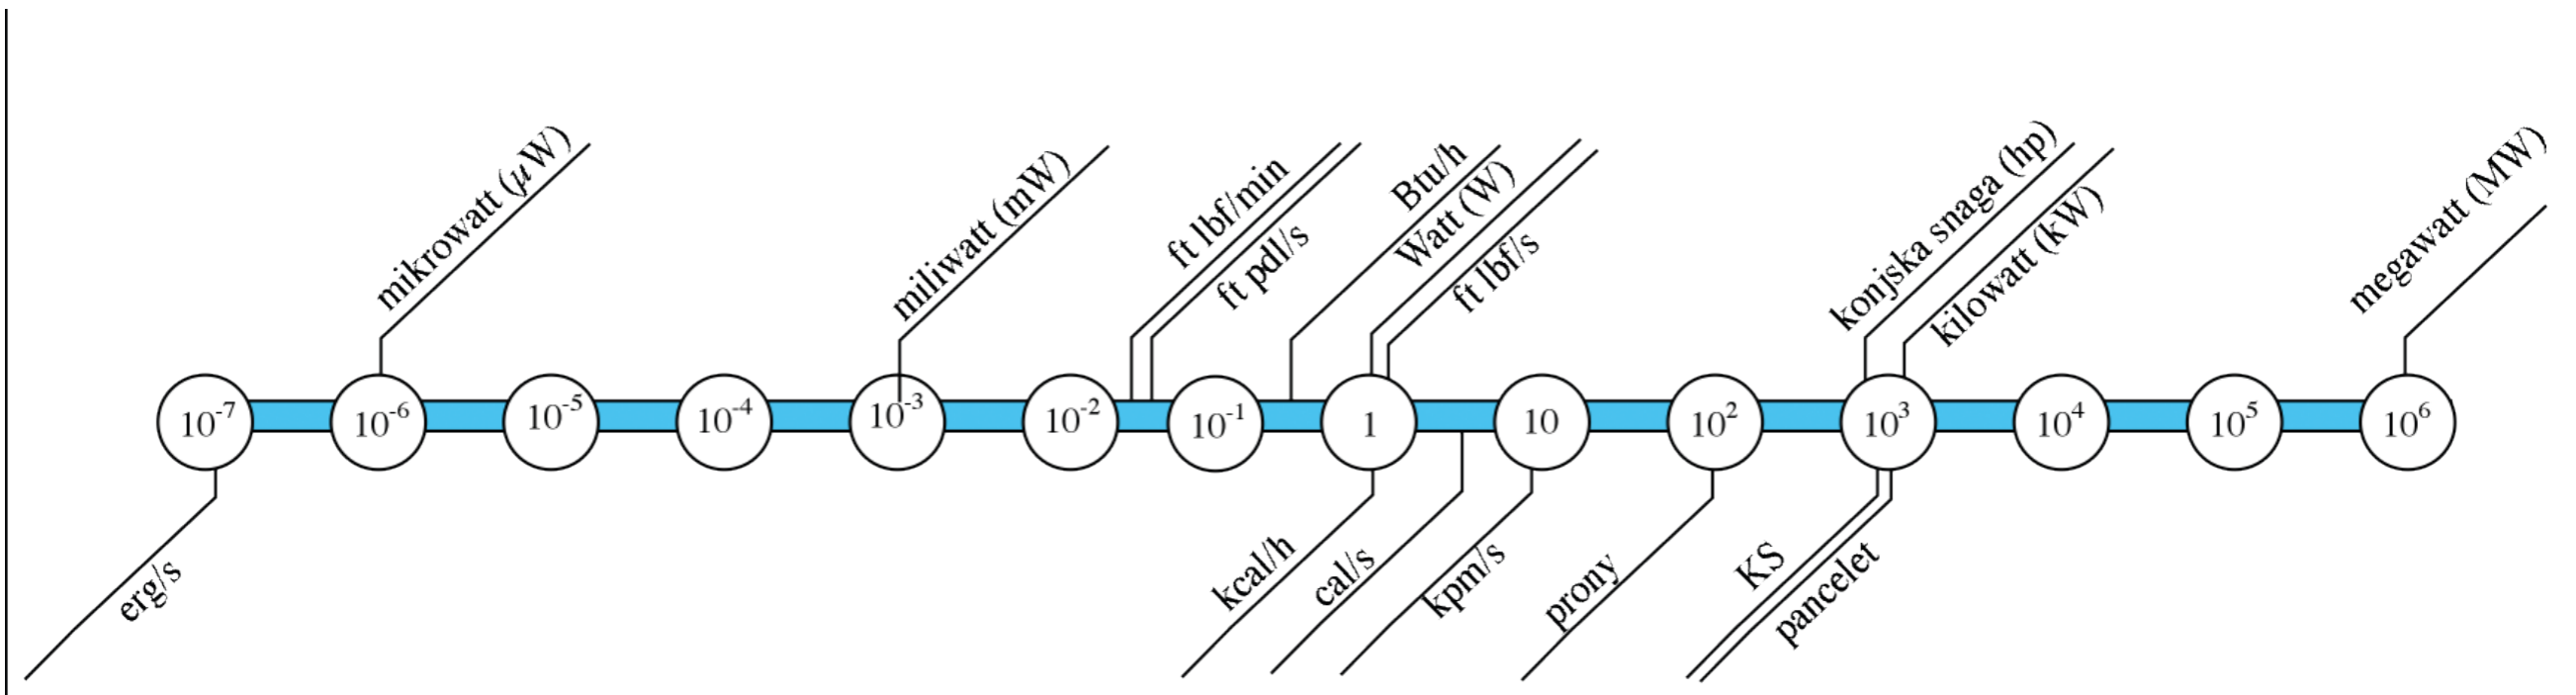 mikrowatt (μW)
miliwatt (mW)
ft lbf/min
ft pdl/s
Btu/h
Watt (W)
ft lbf/s
konjska snaga (hp)
kilowatt (kW)
megawatt (MW)
10⁻⁷ 10⁻⁶ 10⁻⁵ 10⁻⁴ 10⁻³ 10⁻² 10⁻¹ 1 10 10² 10³ 10⁴ 10⁵ 10⁶
erg/s
kcal/h
cal/s
kpm/s
prony
KS
pancelet